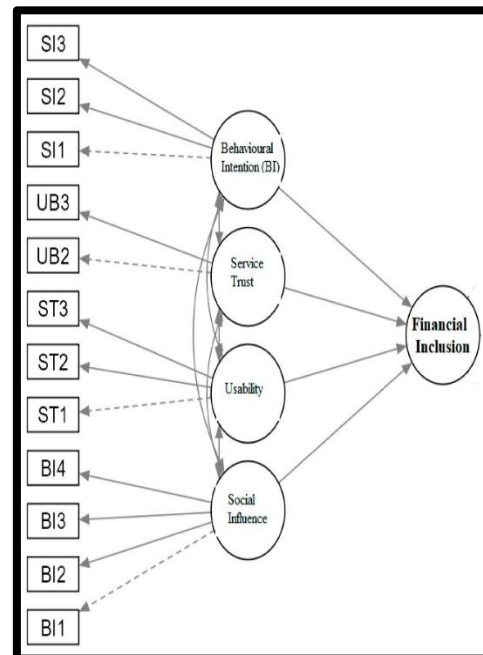 SI3
SI2
SI1
UB3
UB2
ST3
ST2
ST1
BI4
BI3
BI2
BI1
Behavioural
Intention (BI)
Service
Trust
Usability
Social
Influence
Financial
Inclusion